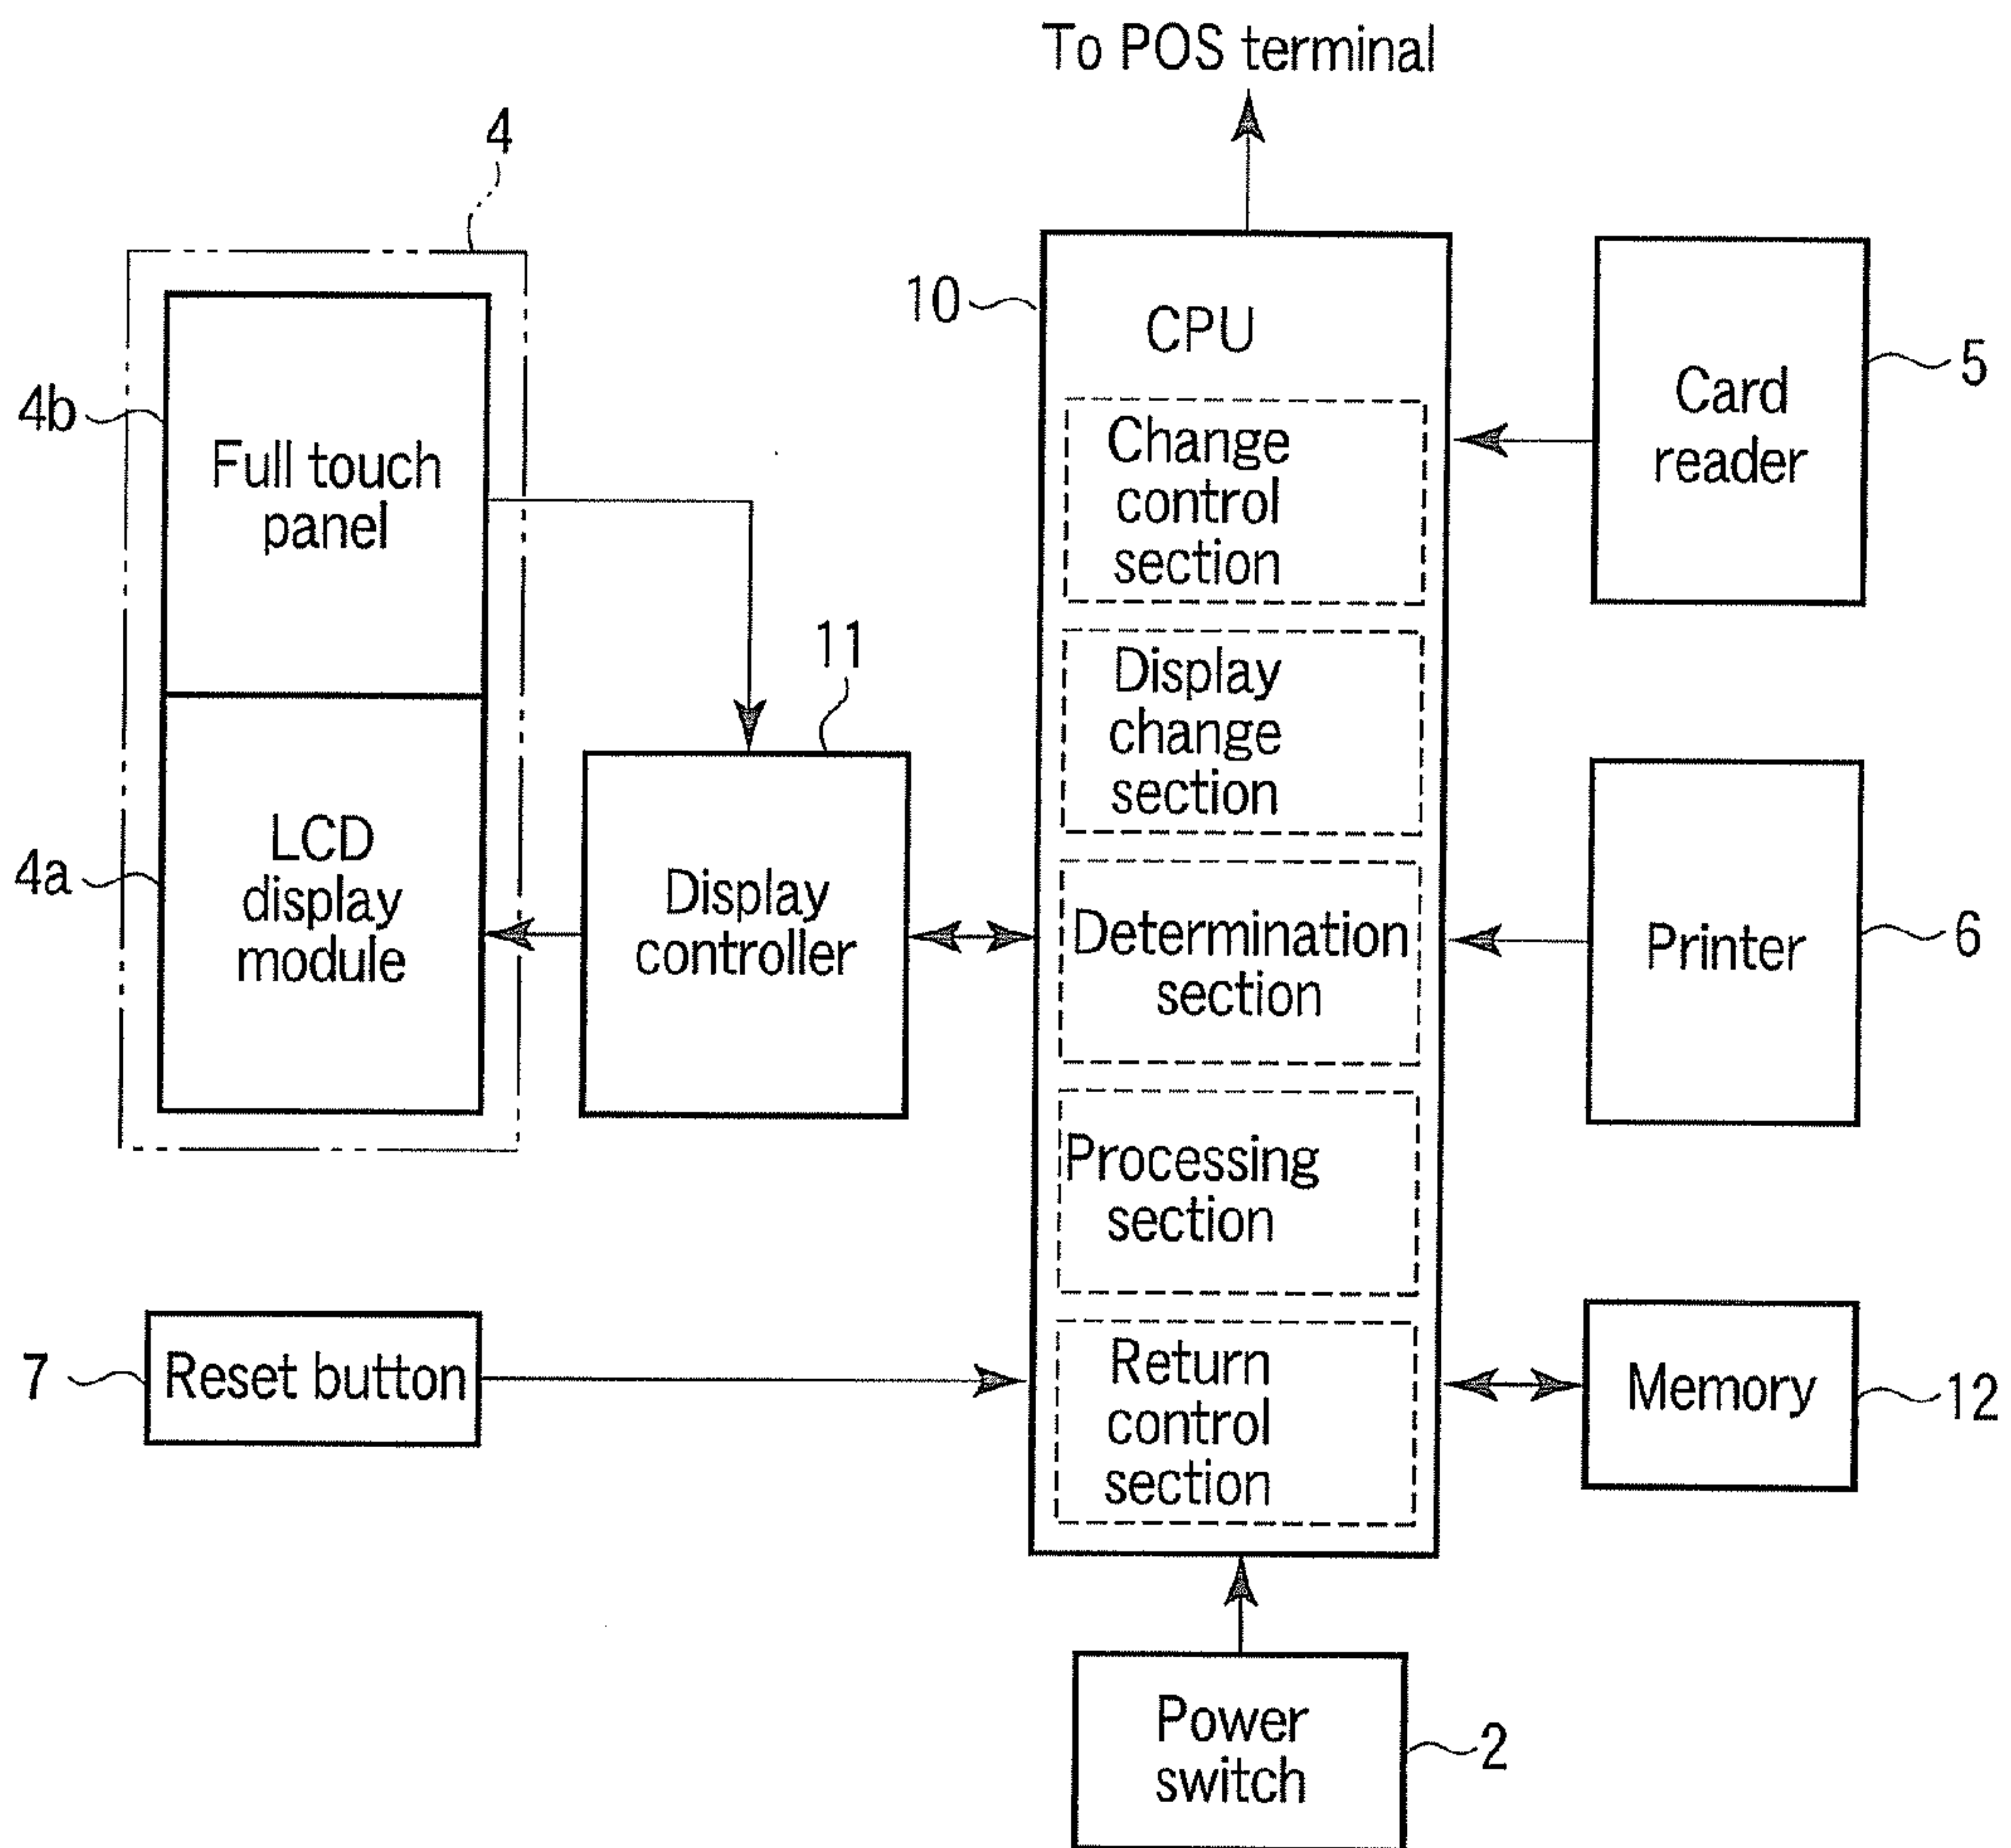 To POS terminal
4
10
CPU
5
4b
Full touch
panel
Change
control
section
Card
reader
11
Display
change
section
4a
LCD
display
module
Display
controller
Determination
section
Printer
6
Processing
section
7
Reset button
Return
control
section
Memory
12
Power
switch
2